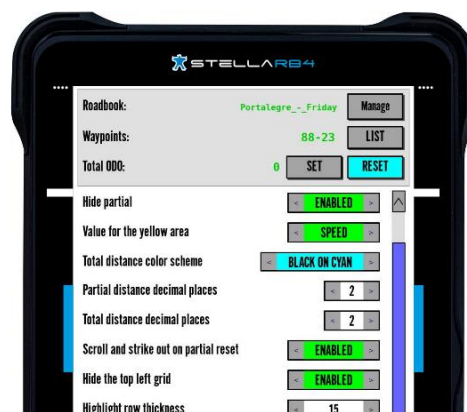 STELLAR84
Roadbook: Portalegre_-_Friday Manage
Waypoints: 88-23 LIST
Total ODO: 0 SET RESET
Hide partial < ENABLED >
Value for the yellow area < SPEED >
Total distance color scheme < BLACK ON CYAN >
Partial distance decimal places < 2 >
Total distance decimal places < 2 >
Scroll and strike out on partial reset < ENABLED >
Hide the top left grid < ENABLED >
Highlight row thickness < 15 >